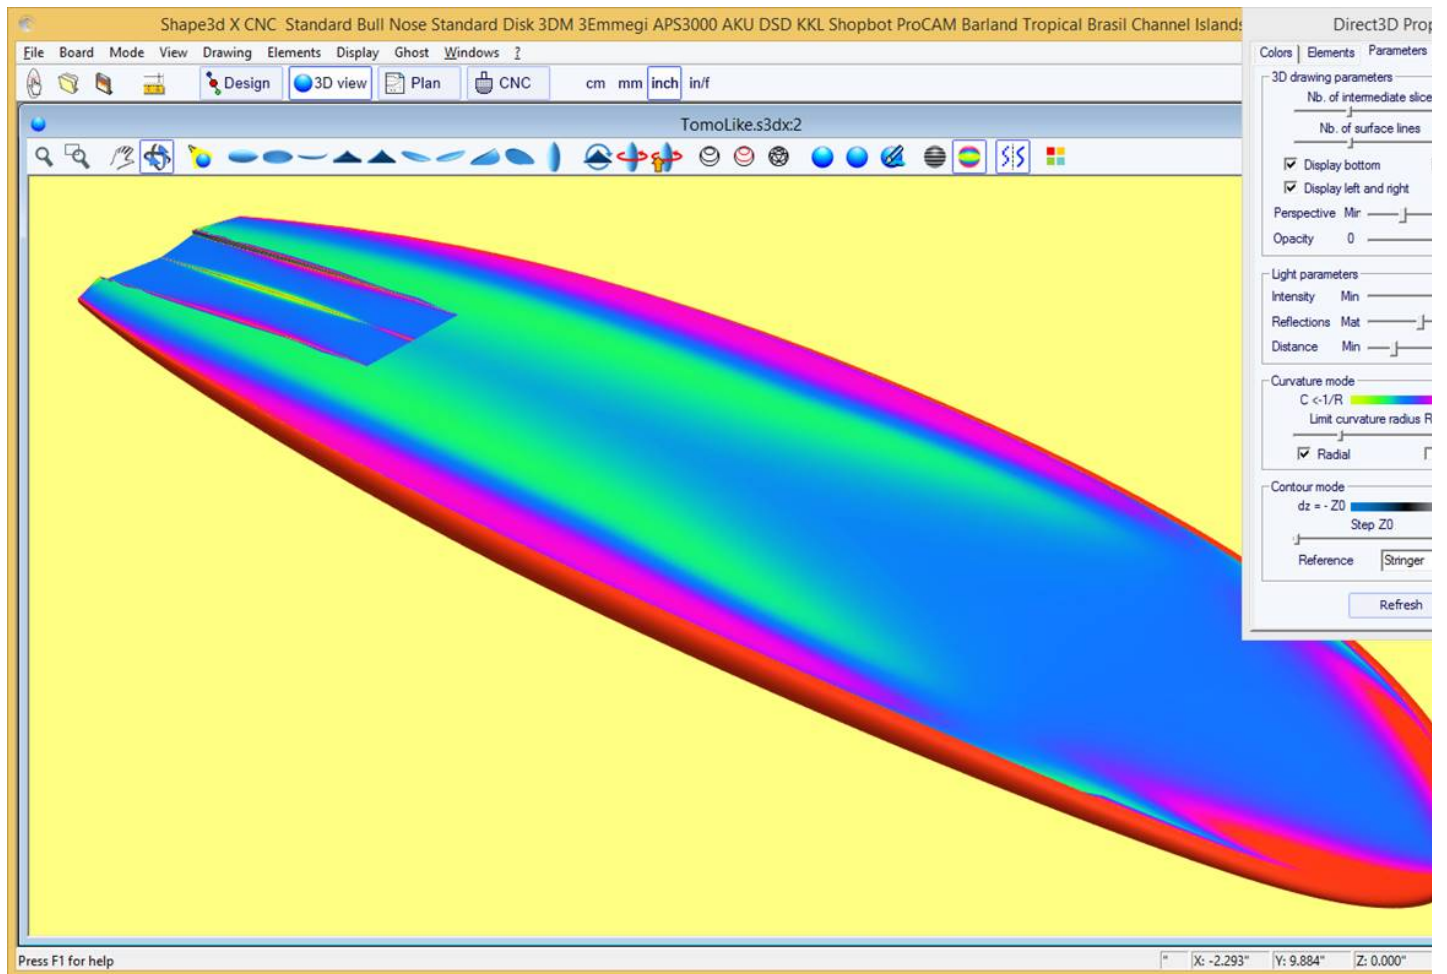 Shape3d X CNC  Standard Bull Nose Standard Disk 3DM 3Emmegi APS3000 AKU DSD KKL Shopbot ProCAM Barland Tropical Brasil Channel Islands
Direct3D Prop
File Board Mode View Drawing Elements Display Ghost Windows ?
Design 3D view Plan CNC cm mm inch in/f
TomoLike.s3dx:2
Colors Elements Parameters
3D drawing parameters
Nb. of intermediate slice
Nb. of surface lines
Display bottom
Display left and right
Perspective Mir
Opacity 0
Light parameters
Intensity Min
Reflections Mat
Distance Min
Curvature mode
C <-1/R
Limit curvature radius R
Radial
Contour mode
dz = - Z0
Step Z0
Reference Stringer
Refresh
Press F1 for help
" X: -2.293" Y: 9.884" Z: 0.000"